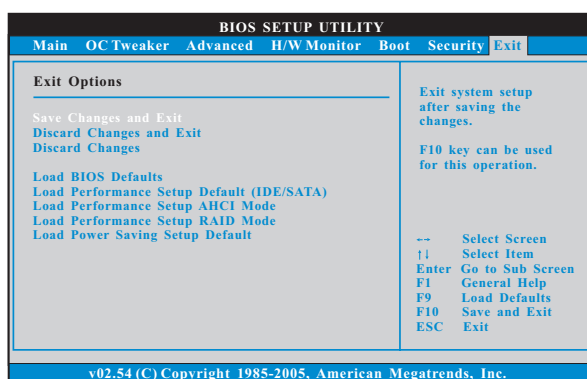 BIOS SETUP UTILITY
Main OC Tweaker Advanced H/W Monitor Boot Security Exit
Exit Options
Save Changes and Exit
Discard Changes and Exit
Discard Changes
Load BIOS Defaults
Load Performance Setup Default (IDE/SATA)
Load Performance Setup AHCI Mode
Load Performance Setup RAID Mode
Load Power Saving Setup Default
Exit system setup
after saving the
changes.
F10 key can be used
for this operation.
←→ Select Screen
↑↓ Select Item
Enter Go to Sub Screen
F1 General Help
F9 Load Defaults
F10 Save and Exit
ESC Exit
v02.54 (C) Copyright 1985-2005, American Megatrends, Inc.